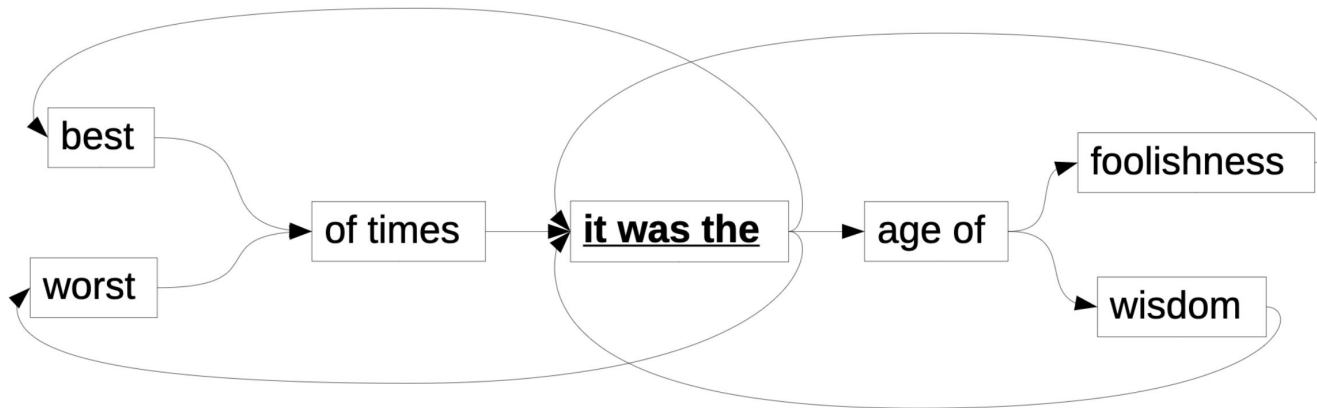 best
worst
of times
it was the
age of
foolishness
wisdom